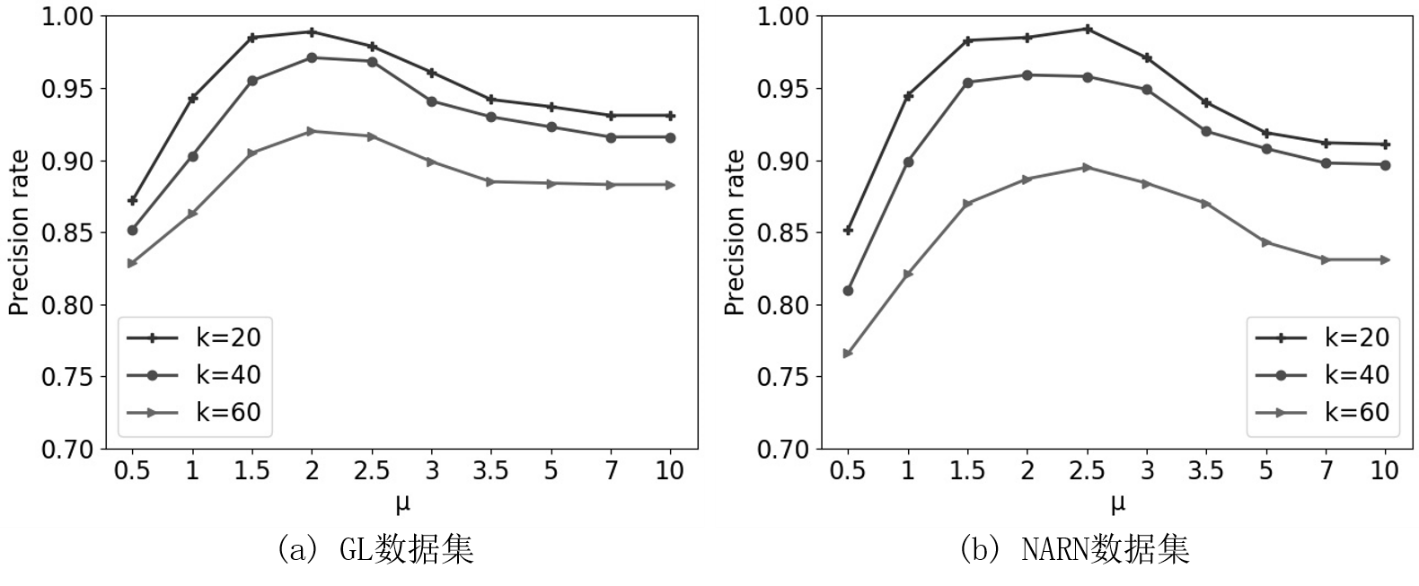 1.00
0.95
0.90
0.85
0.80
0.75
0.70
Precision rate
k=20
k=40
k=60
0.5 1 1.5 2 2.5 3 3.5 5 7 10
μ
(a) GL数据集
1.00
0.95
0.90
0.85
0.80
0.75
0.70
Precision rate
k=20
k=40
k=60
0.5 1 1.5 2 2.5 3 3.5 5 7 10
μ
(b) NARN数据集